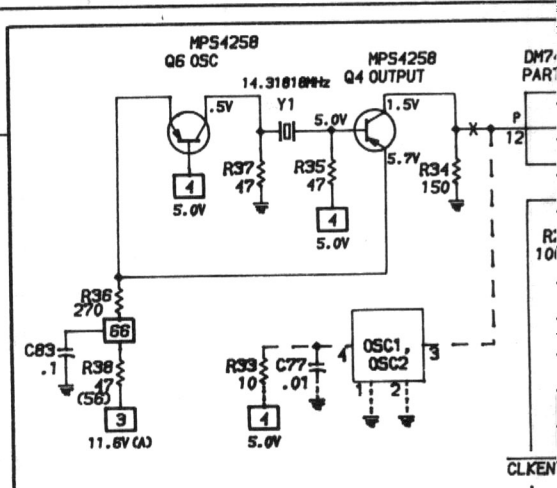 MPS4258
Q6 OSC
MPS4258
Q4 OUTPUT
DM74
PART
14.31818MHz
Y1
.5V
5.0V
1.5V
P
12
X
R37
47
R35
47
5.7V
R34
150
4
5.0V
4
5.0V
R36
270
66
C83
.1
R38
47
(56)
3
11.6V(A)
R33
10
C77
.01
4
OSC1,
OSC2
3
1
2
4
5.0V
CLKEN